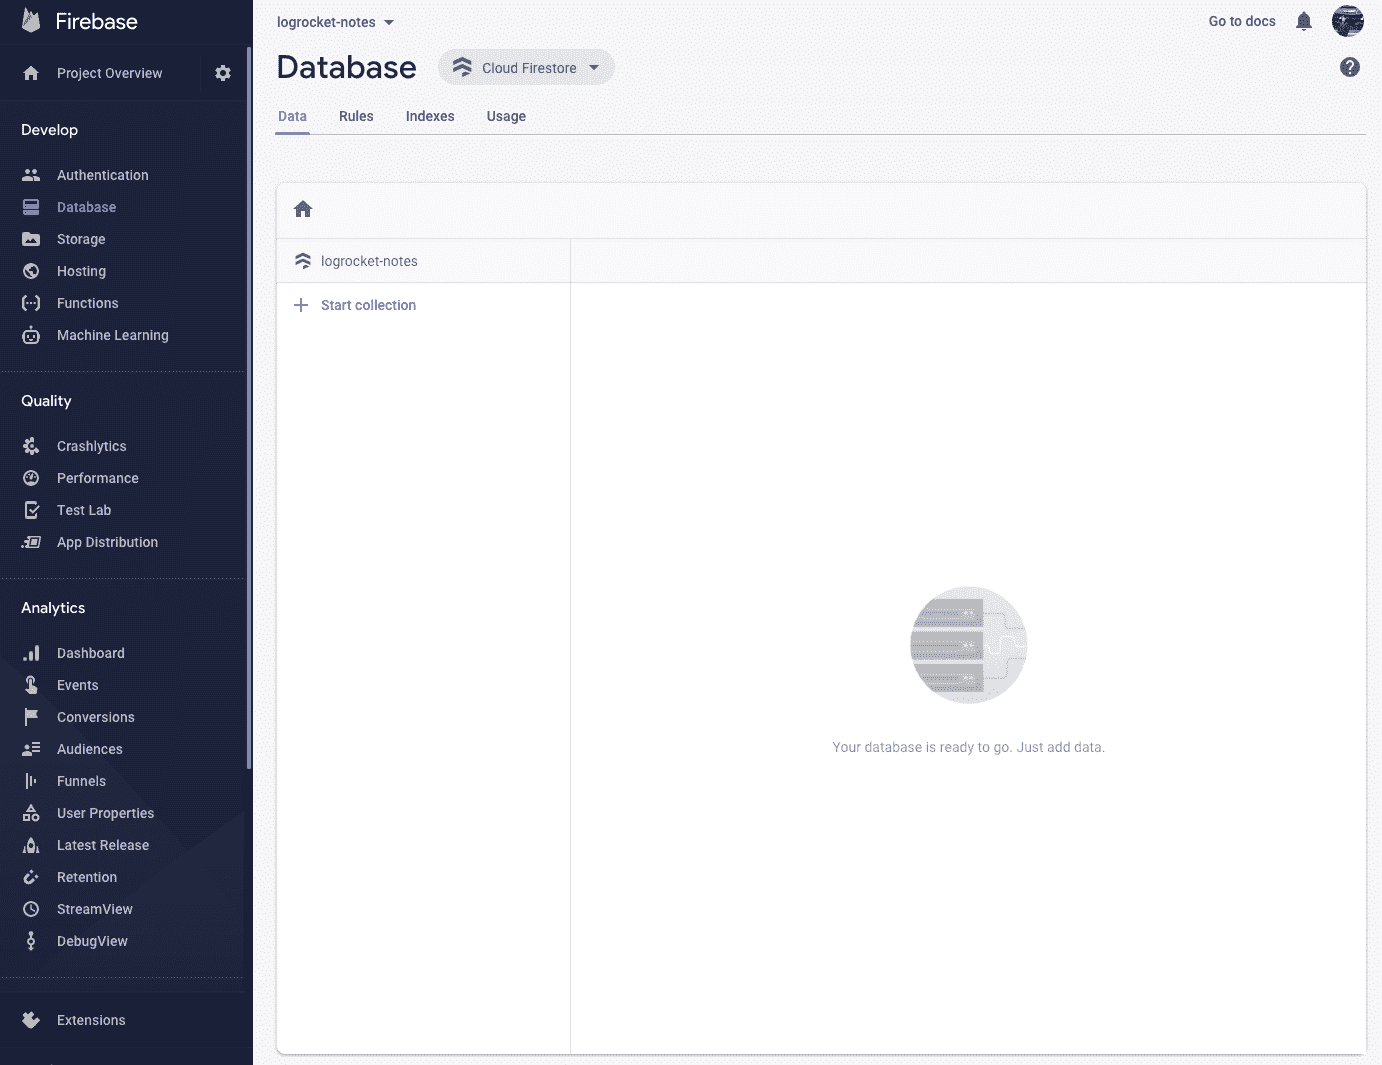 Firebase
Project Overview
Develop
Authentication
Database
Storage
Hosting
Functions
Machine Learning
Quality
Crashlytics
Performance
Test Lab
App Distribution
Analytics
Dashboard
Events
Conversions
Audiences
Funnels
User Properties
Latest Release
Retention
StreamView
DebugView
Extensions
logrocket-notes
Go to docs
Database
Cloud Firestore
Data Rules Indexes Usage
logrocket-notes
Start collection
Your database is ready to go. Just add data.